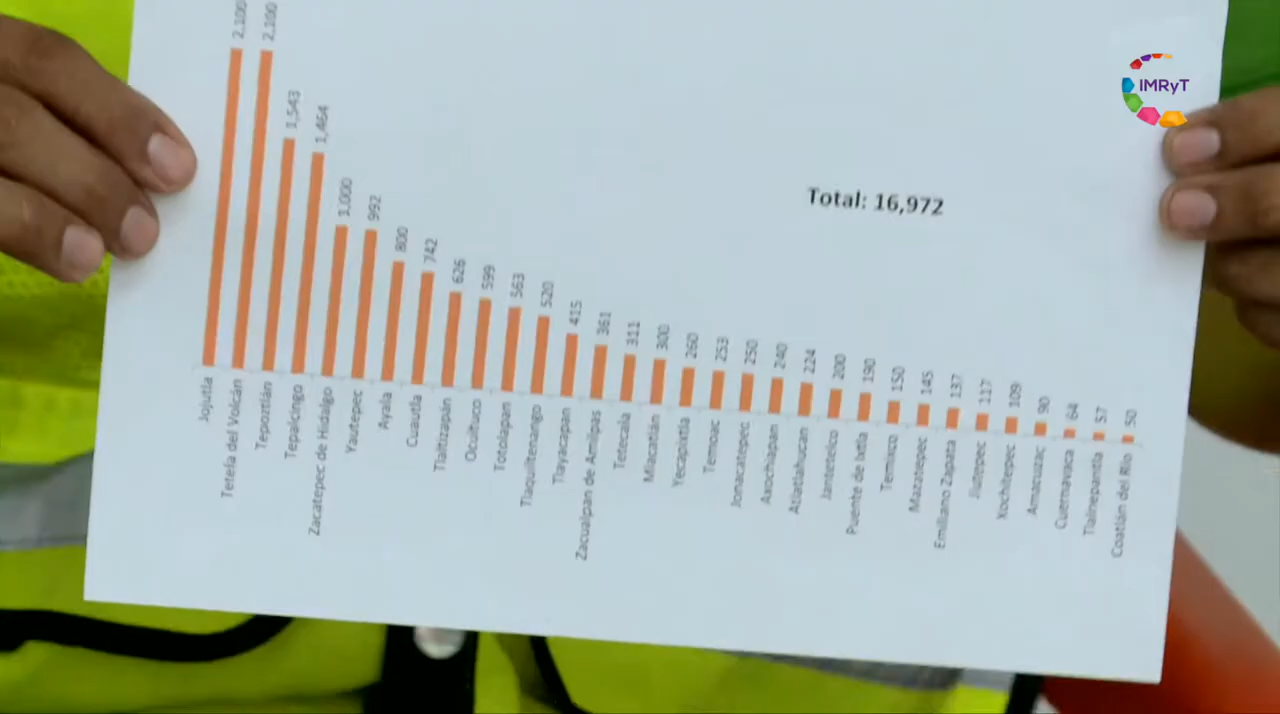 IMRyT
Total: 16,972
2,100
2,100
1,543
1,464
1,000
992
800
742
626
599
563
520
415
361
311
300
260
253
250
240
224
200
190
150
145
137
117
109
90
64
57
50
Jojutla
Tetela del Volcán
Tepoztlán
Tepalcingo
Zacatepec de Hidalgo
Yautepec
Ayala
Cuautla
Tlaltizapán
Ocuituco
Totolapan
Tlaquiltenango
Tlayacapan
Zacualpan de Amilpas
Tetecala
Miacatlán
Yecapixtla
Temoac
Jonacatepec
Axochiapan
Atlatlahucan
Jantetelco
Puente de Ixtla
Temixco
Mazatepec
Emiliano Zapata
Jiutepec
Xochitepec
Amacuzac
Cuernavaca
Tlalnepantla
Coatlán del Río